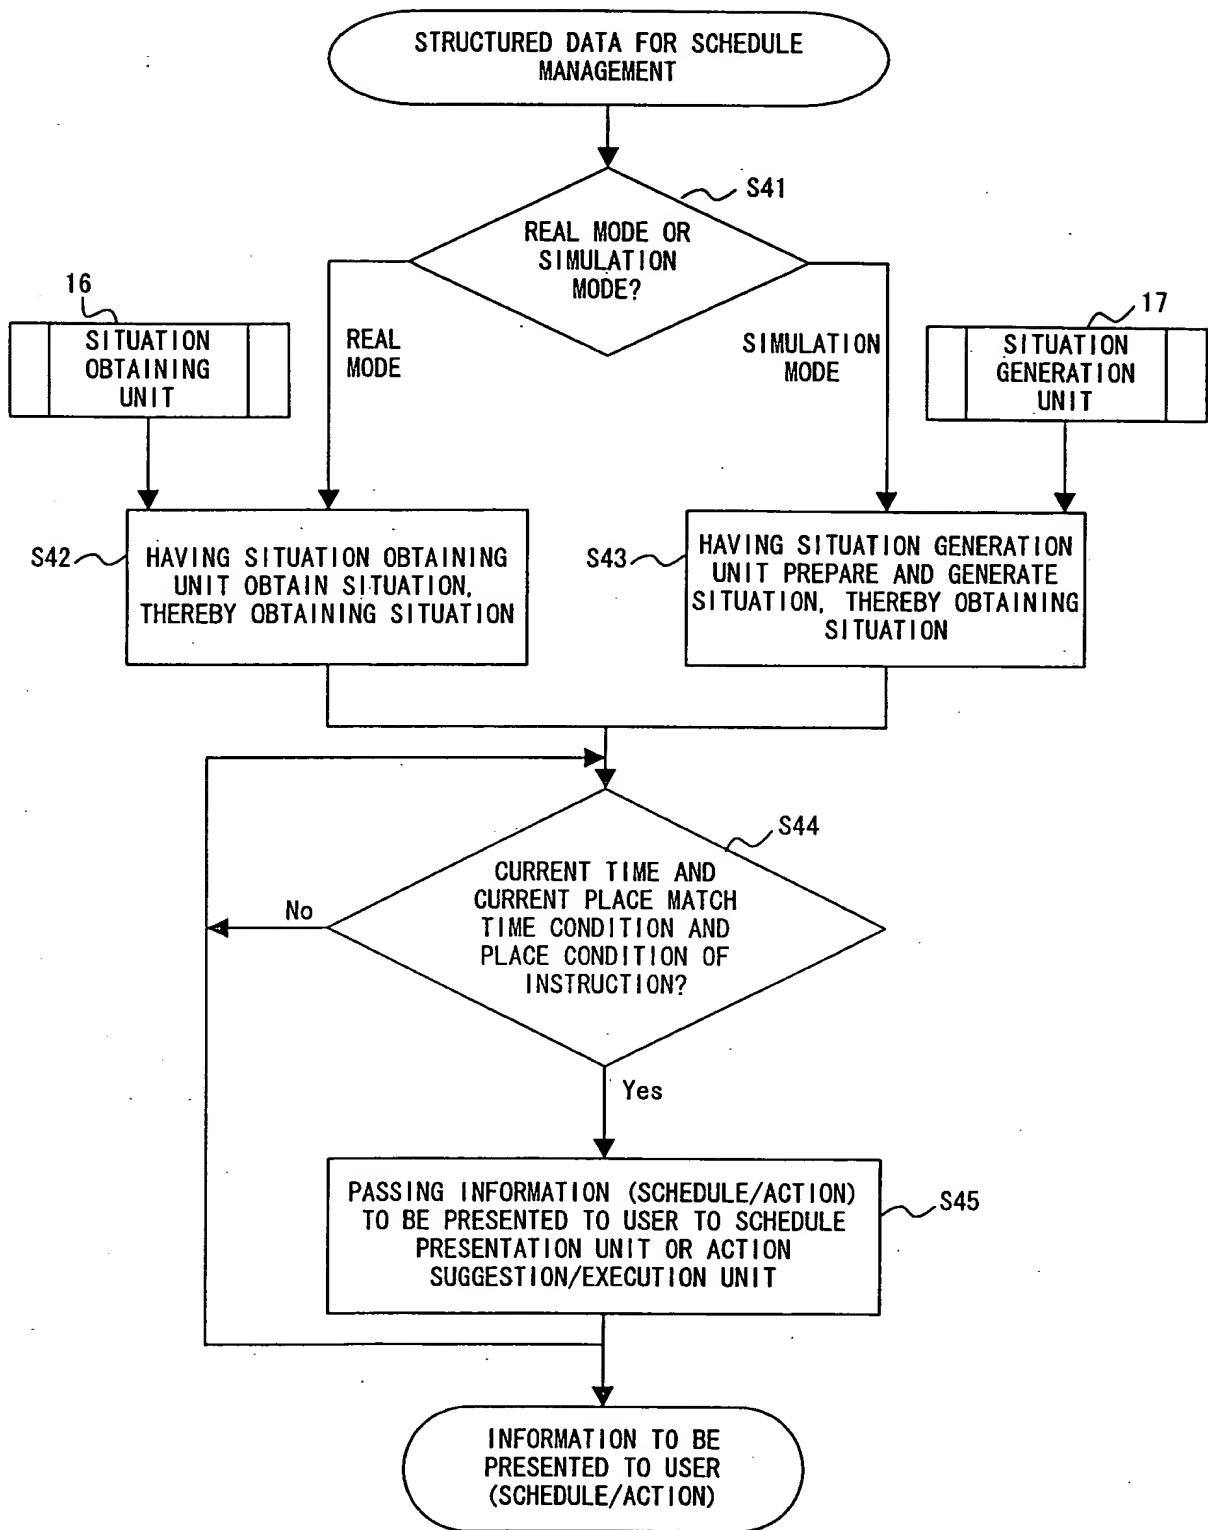 STRUCTURED DATA FOR SCHEDULE
MANAGEMENT
S41
REAL MODE OR
SIMULATION
MODE?
16
SITUATION
OBTAINING
UNIT
REAL
MODE
SIMULATION
MODE
17
SITUATION
GENERATION
UNIT
S42
HAVING SITUATION OBTAINING
UNIT OBTAIN SITUATION,
THEREBY OBTAINING SITUATION
S43
HAVING SITUATION GENERATION
UNIT PREPARE AND GENERATE
SITUATION, THEREBY OBTAINING
SITUATION
S44
CURRENT TIME AND
CURRENT PLACE MATCH
TIME CONDITION AND
PLACE CONDITION OF
INSTRUCTION?
No
Yes
PASSING INFORMATION (SCHEDULE/ACTION)
TO BE PRESENTED TO USER TO SCHEDULE
PRESENTATION UNIT OR ACTION
SUGGESTION/EXECUTION UNIT
S45
INFORMATION TO BE
PRESENTED TO USER
(SCHEDULE/ACTION)